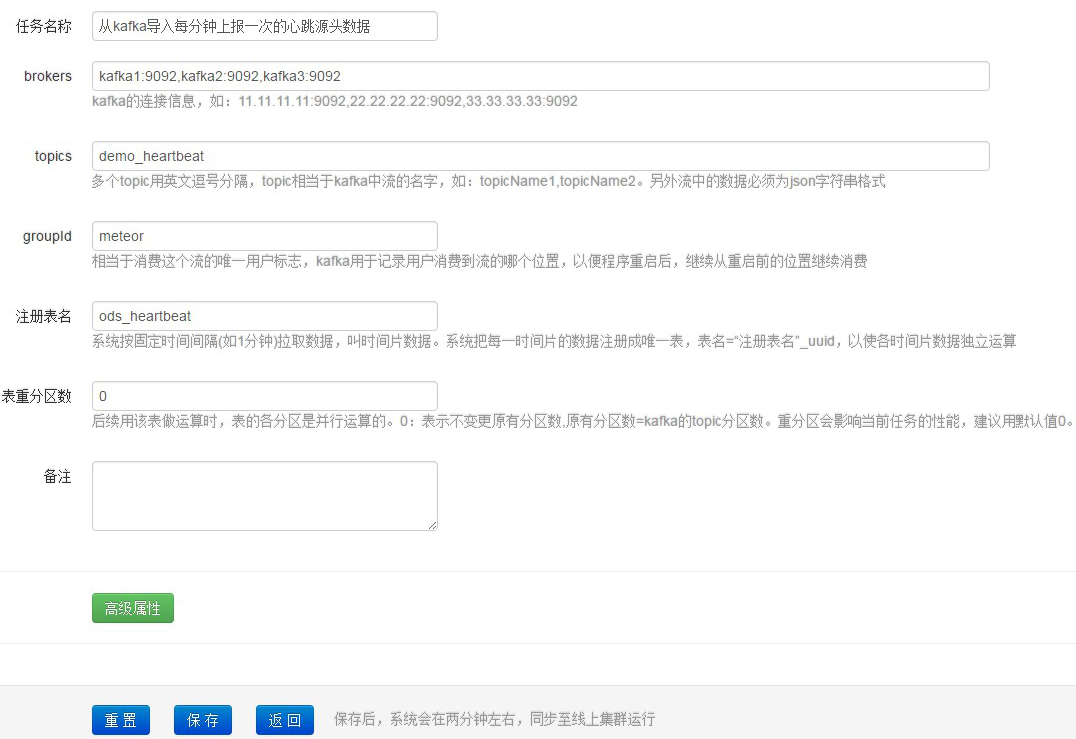 任务名称 从kafka导入每分钟上报一次的心跳源头数据
brokers kafka1:9092,kafka2:9092,kafka3:9092
kafka的连接信息，如：11.11.11.11:9092,22.22.22.22:9092,33.33.33.33:9092
topics demo_heartbeat
多个topic用英文逗号分隔，topic相当于kafka中流的名字，如：topicName1,topicName2。另外流中的数据必须为json字符串格式
groupId meteor
相当于消费这个流的唯一用户标志，kafka用于记录用户消费到流的哪个位置，以便程序重启后，继续从重启前的位置继续消费
注册表名 ods_heartbeat
系统按固定时间间隔(如1分钟)拉取数据，叫时间片数据。系统把每一时间片的数据注册成唯一表，表名="注册表名"_uuid，以使各时间片数据独立运算
表重分区数 0
后续用该表做运算时，表的各分区是并行运算的。0：表示不变更原有分区数,原有分区数=kafka的topic分区数。重分区会影响当前任务的性能，建议用默认值0。
备注
高级属性
重 置 保 存 返 回 保存后，系统会在两分钟左右，同步至线上集群运行